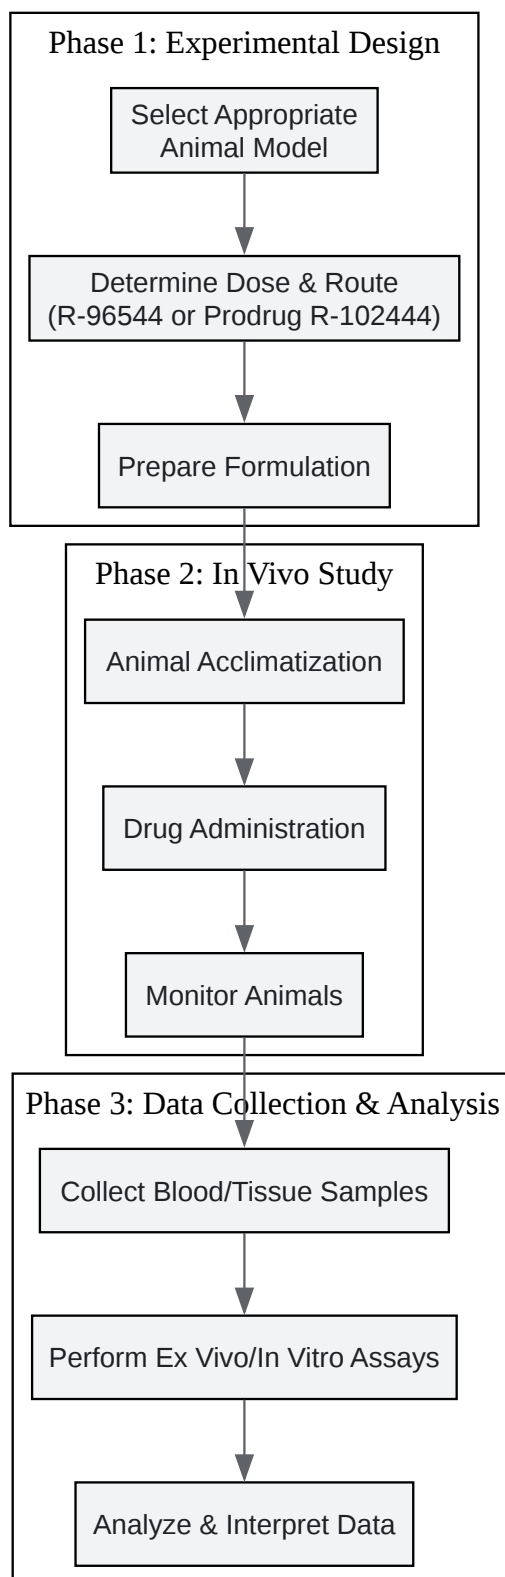 Phase 1: Experimental Design
Select Appropriate
Animal Model
Determine Dose & Route
(R-96544 or Prodrug R-102444)
Prepare Formulation
Phase 2: In Vivo Study
Animal Acclimatization
Drug Administration
Monitor Animals
Phase 3: Data Collection & Analysis
Collect Blood/Tissue Samples
Perform Ex Vivo/In Vitro Assays
Analyze & Interpret Data